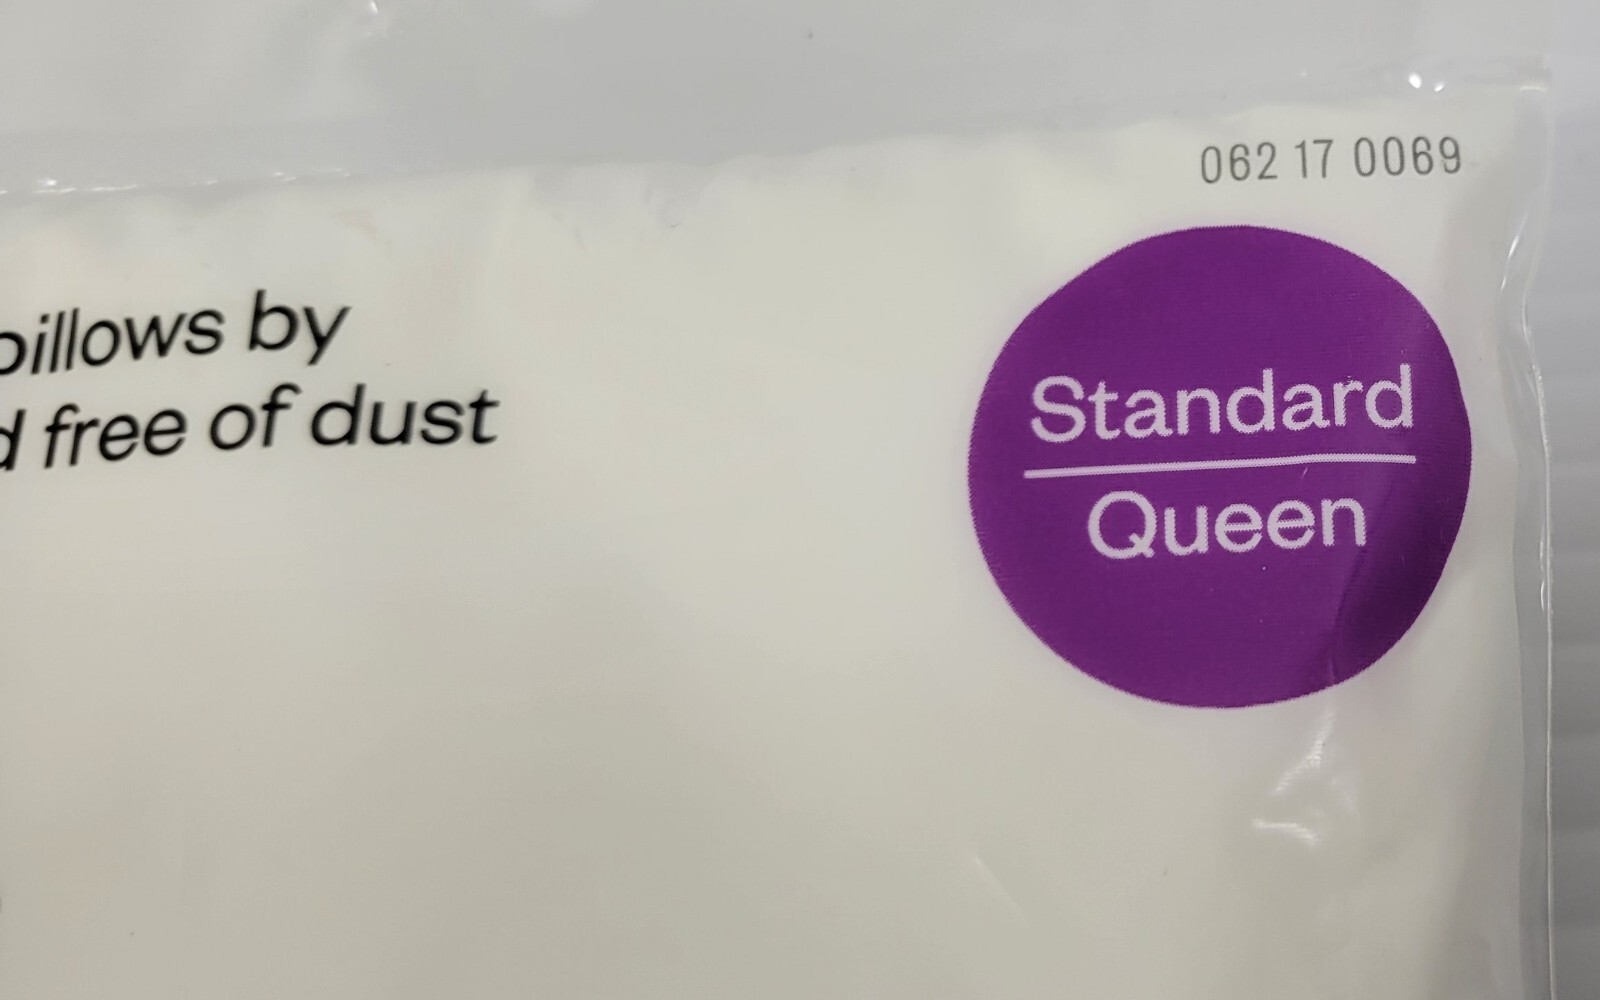 062 17 0069
pillows by
free of dust
Standard
Queen